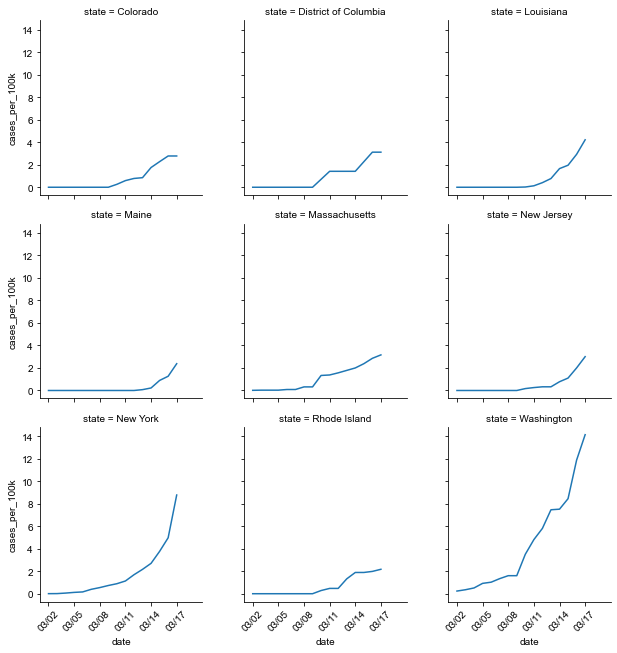 state = Colorado
state = District of Columbia
state = Louisiana
14
12
10
8
6
4
2
0
cases_per_100k
state = Maine
state = Massachusetts
state = New Jersey
14
12
10
8
6
4
2
0
cases_per_100k
state = New York
state = Rhode Island
state = Washington
14
12
10
8
6
4
2
0
cases_per_100k
03/02 03/05 03/08 03/11 03/14 03/17
03/02 03/05 03/08 03/11 03/14 03/17
03/02 03/05 03/08 03/11 03/14 03/17
date
date
date